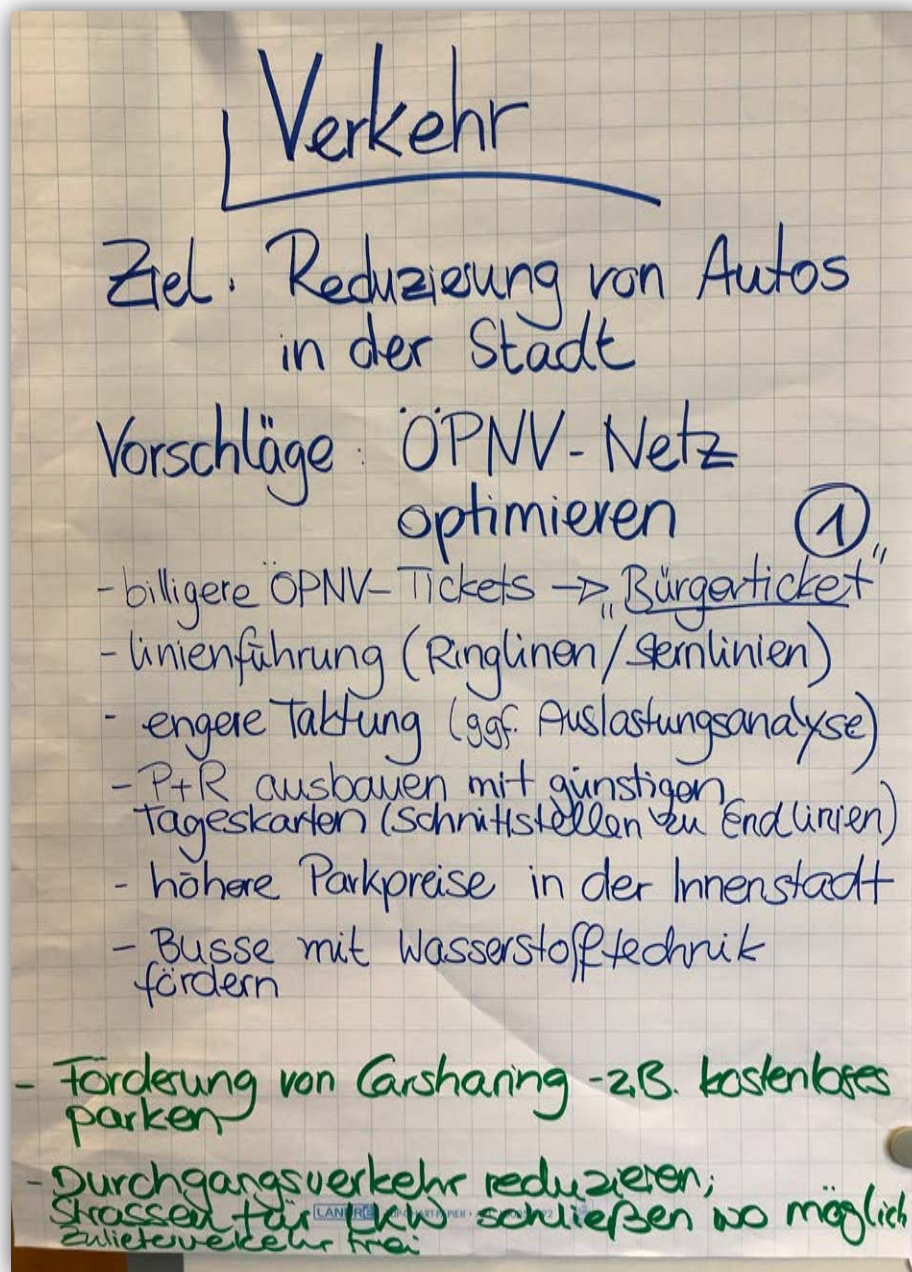 Verkehr
Ziel: Reduzierung von Autos
in der Stadt
Vorschläge: ÖPNV-Netz
optimieren ①
- billigere ÖPNV-Tickets → „Bürgerticket"
- linienführung (Ringlinen/Sternlinien)
- engere Taktung (ggf. Auslastungsanalyse)
- P+R ausbauen mit günstigen
Tageskarten (Schnittstellen zu Endlinien)
- höhere Parkpreise in der Innenstadt
- Busse mit Wasserstofftechnik
fördern
- Förderung von Carsharing - z.B. kostenloses
parken
- Durchgangsverkehr reduzieren;
Strassen für LKW schließen wo möglich
Zulieferverkehr frei